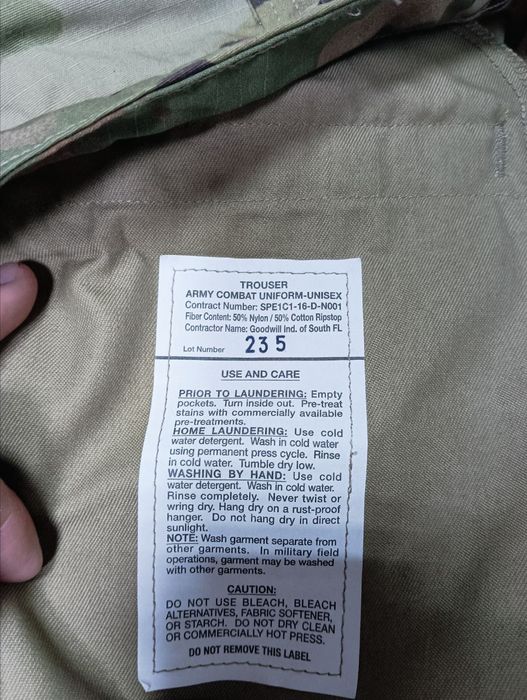 TROUSER
ARMY COMBAT UNIFORM-UNISEX
Contract Number: SPE1C1-16-D-N001
Fiber Content: 50% Nylon / 50% Cotton Ripstop
Contractor Name: Goodwill Ind. of South FL
Lot Number 235
USE AND CARE
PRIOR TO LAUNDERING: Empty
pockets. Turn inside out. Pre-treat
stains with commercially available
pre-treatments.
HOME LAUNDERING: Use cold
water detergent. Wash in cold water
using permanent press cycle. Rinse
in cold water. Tumble dry low.
WASHING BY HAND: Use cold
water detergent. Wash in cold water.
Rinse completely. Never twist or
wring dry. Hang dry on a rust-proof
hanger. Do not hang dry in direct
sunlight.
NOTE: Wash garment separate from
other garments. In military field
operations, garment may be washed
with other garments.
CAUTION:
DO NOT USE BLEACH, BLEACH
ALTERNATIVES, FABRIC SOFTENER,
OR STARCH. DO NOT DRY CLEAN
OR COMMERCIALLY HOT PRESS.
DO NOT REMOVE THIS LABEL